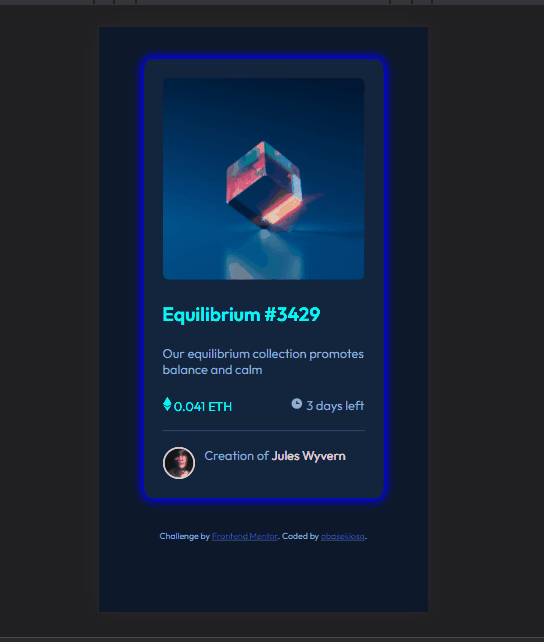 Equilibrium #3429
Our equilibrium collection promotes
balance and calm
0.041 ETH
3 days left
Creation of Jules Wyvern
Challenge by Frontend Mentor. Coded by obasekiosa.